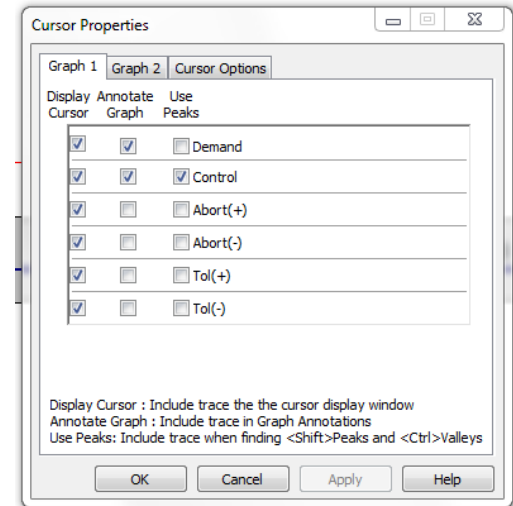 Cursor Properties
Graph 1 Graph 2 Cursor Options
Display Annotate Use
Cursor Graph Peaks
Demand
Control
Abort(+)
Abort(-)
Tol(+)
Tol(-)
Display Cursor : Include trace the the cursor display window
Annotate Graph : Include trace in Graph Annotations
Use Peaks: Include trace when finding <Shift>Peaks and <Ctrl>Valleys
OK Cancel Apply Help